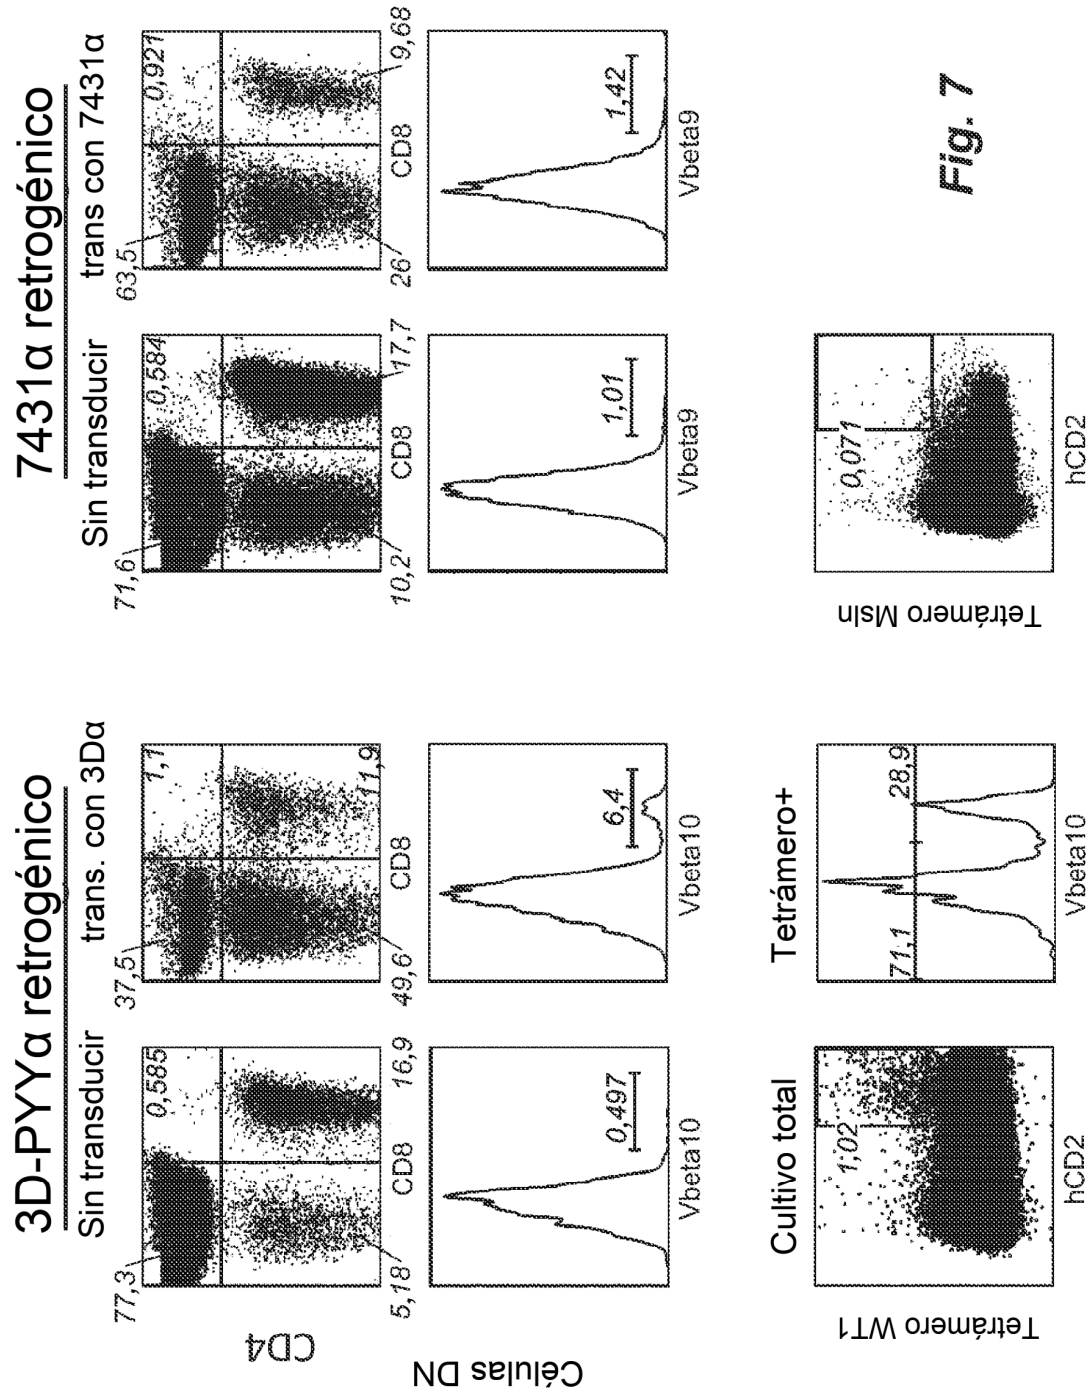 3D-PYYα retrogénico
Sin transducir
trans. con 3Dα
77,3
0,585
37,5
1,1
CD4
5,18
16,9
49,6
11,9
CD8
CD8
Células DN
0,497
6,4
Vbeta10
Vbeta10
Cultivo total
Tetrámero+
1,02
71,1
28,9
Tetrámero WT1
hCD2
Vbeta10
7431α retrogénico
Sin transducir
trans con 7431α
71,6
0,584
63,5
0,921
10,2
17,7
26
9,68
CD8
CD8
1,01
1,42
Vbeta9
Vbeta9
0,071
Tetrámero Msln
hCD2
Fig. 7